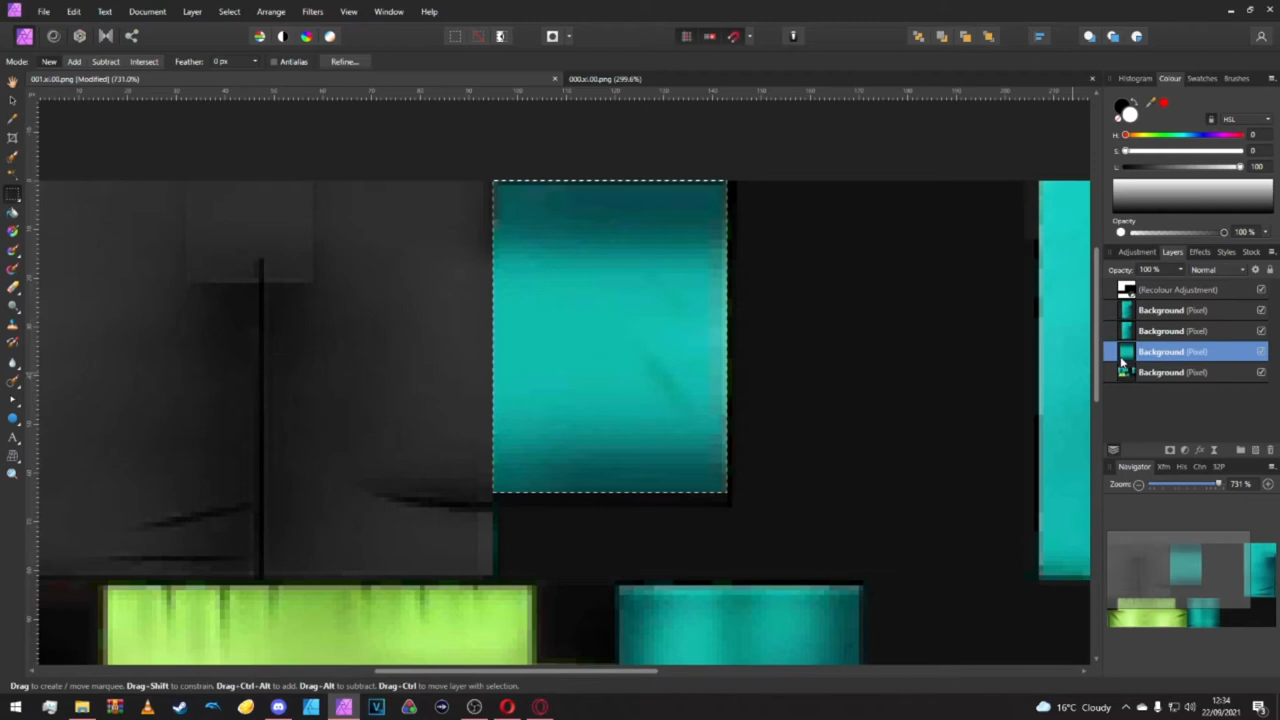 File Edit Text Document Layer Select Arrange Filters View Window Help
Mode: New Add Subtract Intersect Feather: 0 px Antialias Refine...
001.xi.00.png [Modified] (731.0%) 000.xi.00.png (299.6%)
Histogram Colour Swatches Brushes
HSL
H: 0
S: 0
L: 100
Opacity
100 %
Adjustment Layers Effects Styles Stock
Opacity: 100 % Normal
(Recolour Adjustment)
Background (Pixel)
Background (Pixel)
Background (Pixel)
Background (Pixel)
Navigator Xfm His Chn 32P
Zoom: 731 %
Drag to create / move marquee. Drag+Shift to constrain. Drag+Ctrl+Alt to add. Drag+Alt to subtract. Drag+Ctrl to move layer with selection.
16°C Cloudy
12:34
22/09/2021